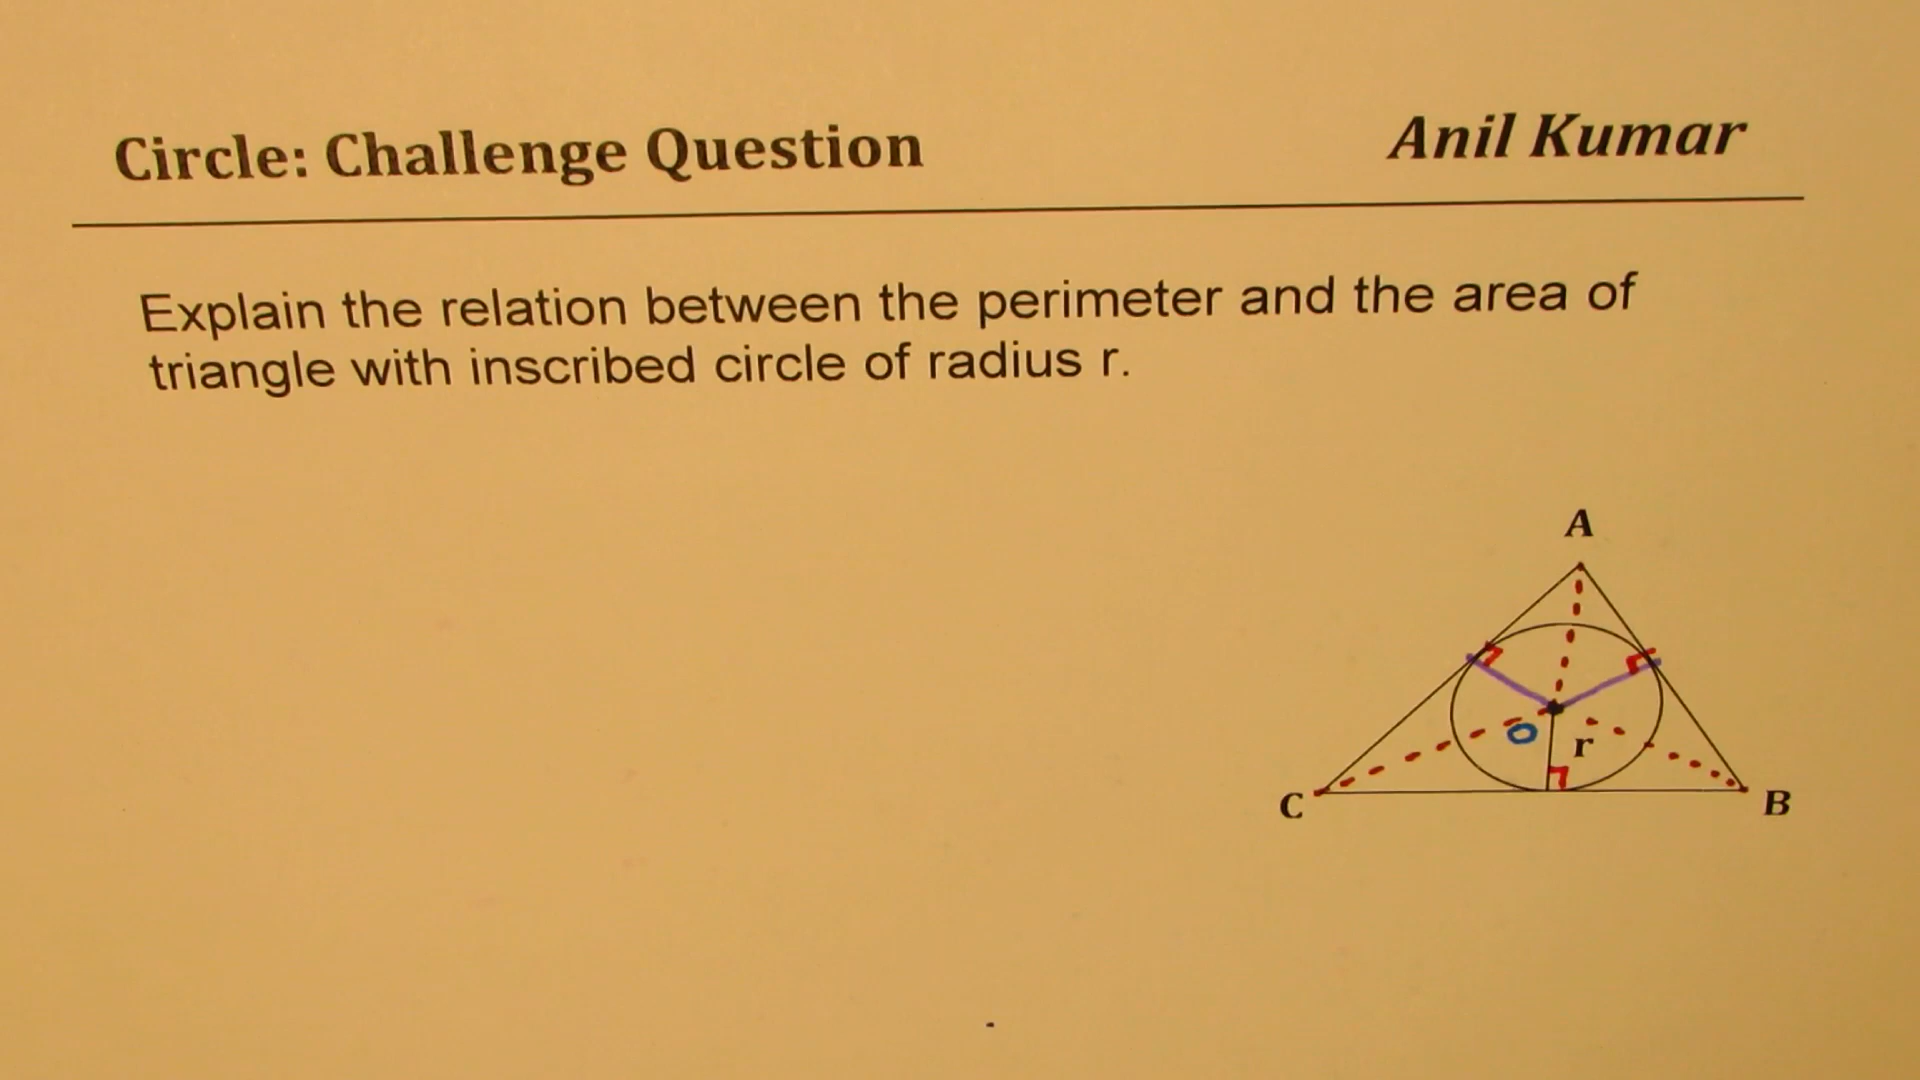 Circle: Challenge Question
Anil Kumar
Explain the relation between the perimeter and the area of
triangle with inscribed circle of radius r.
A
O
r
C
B